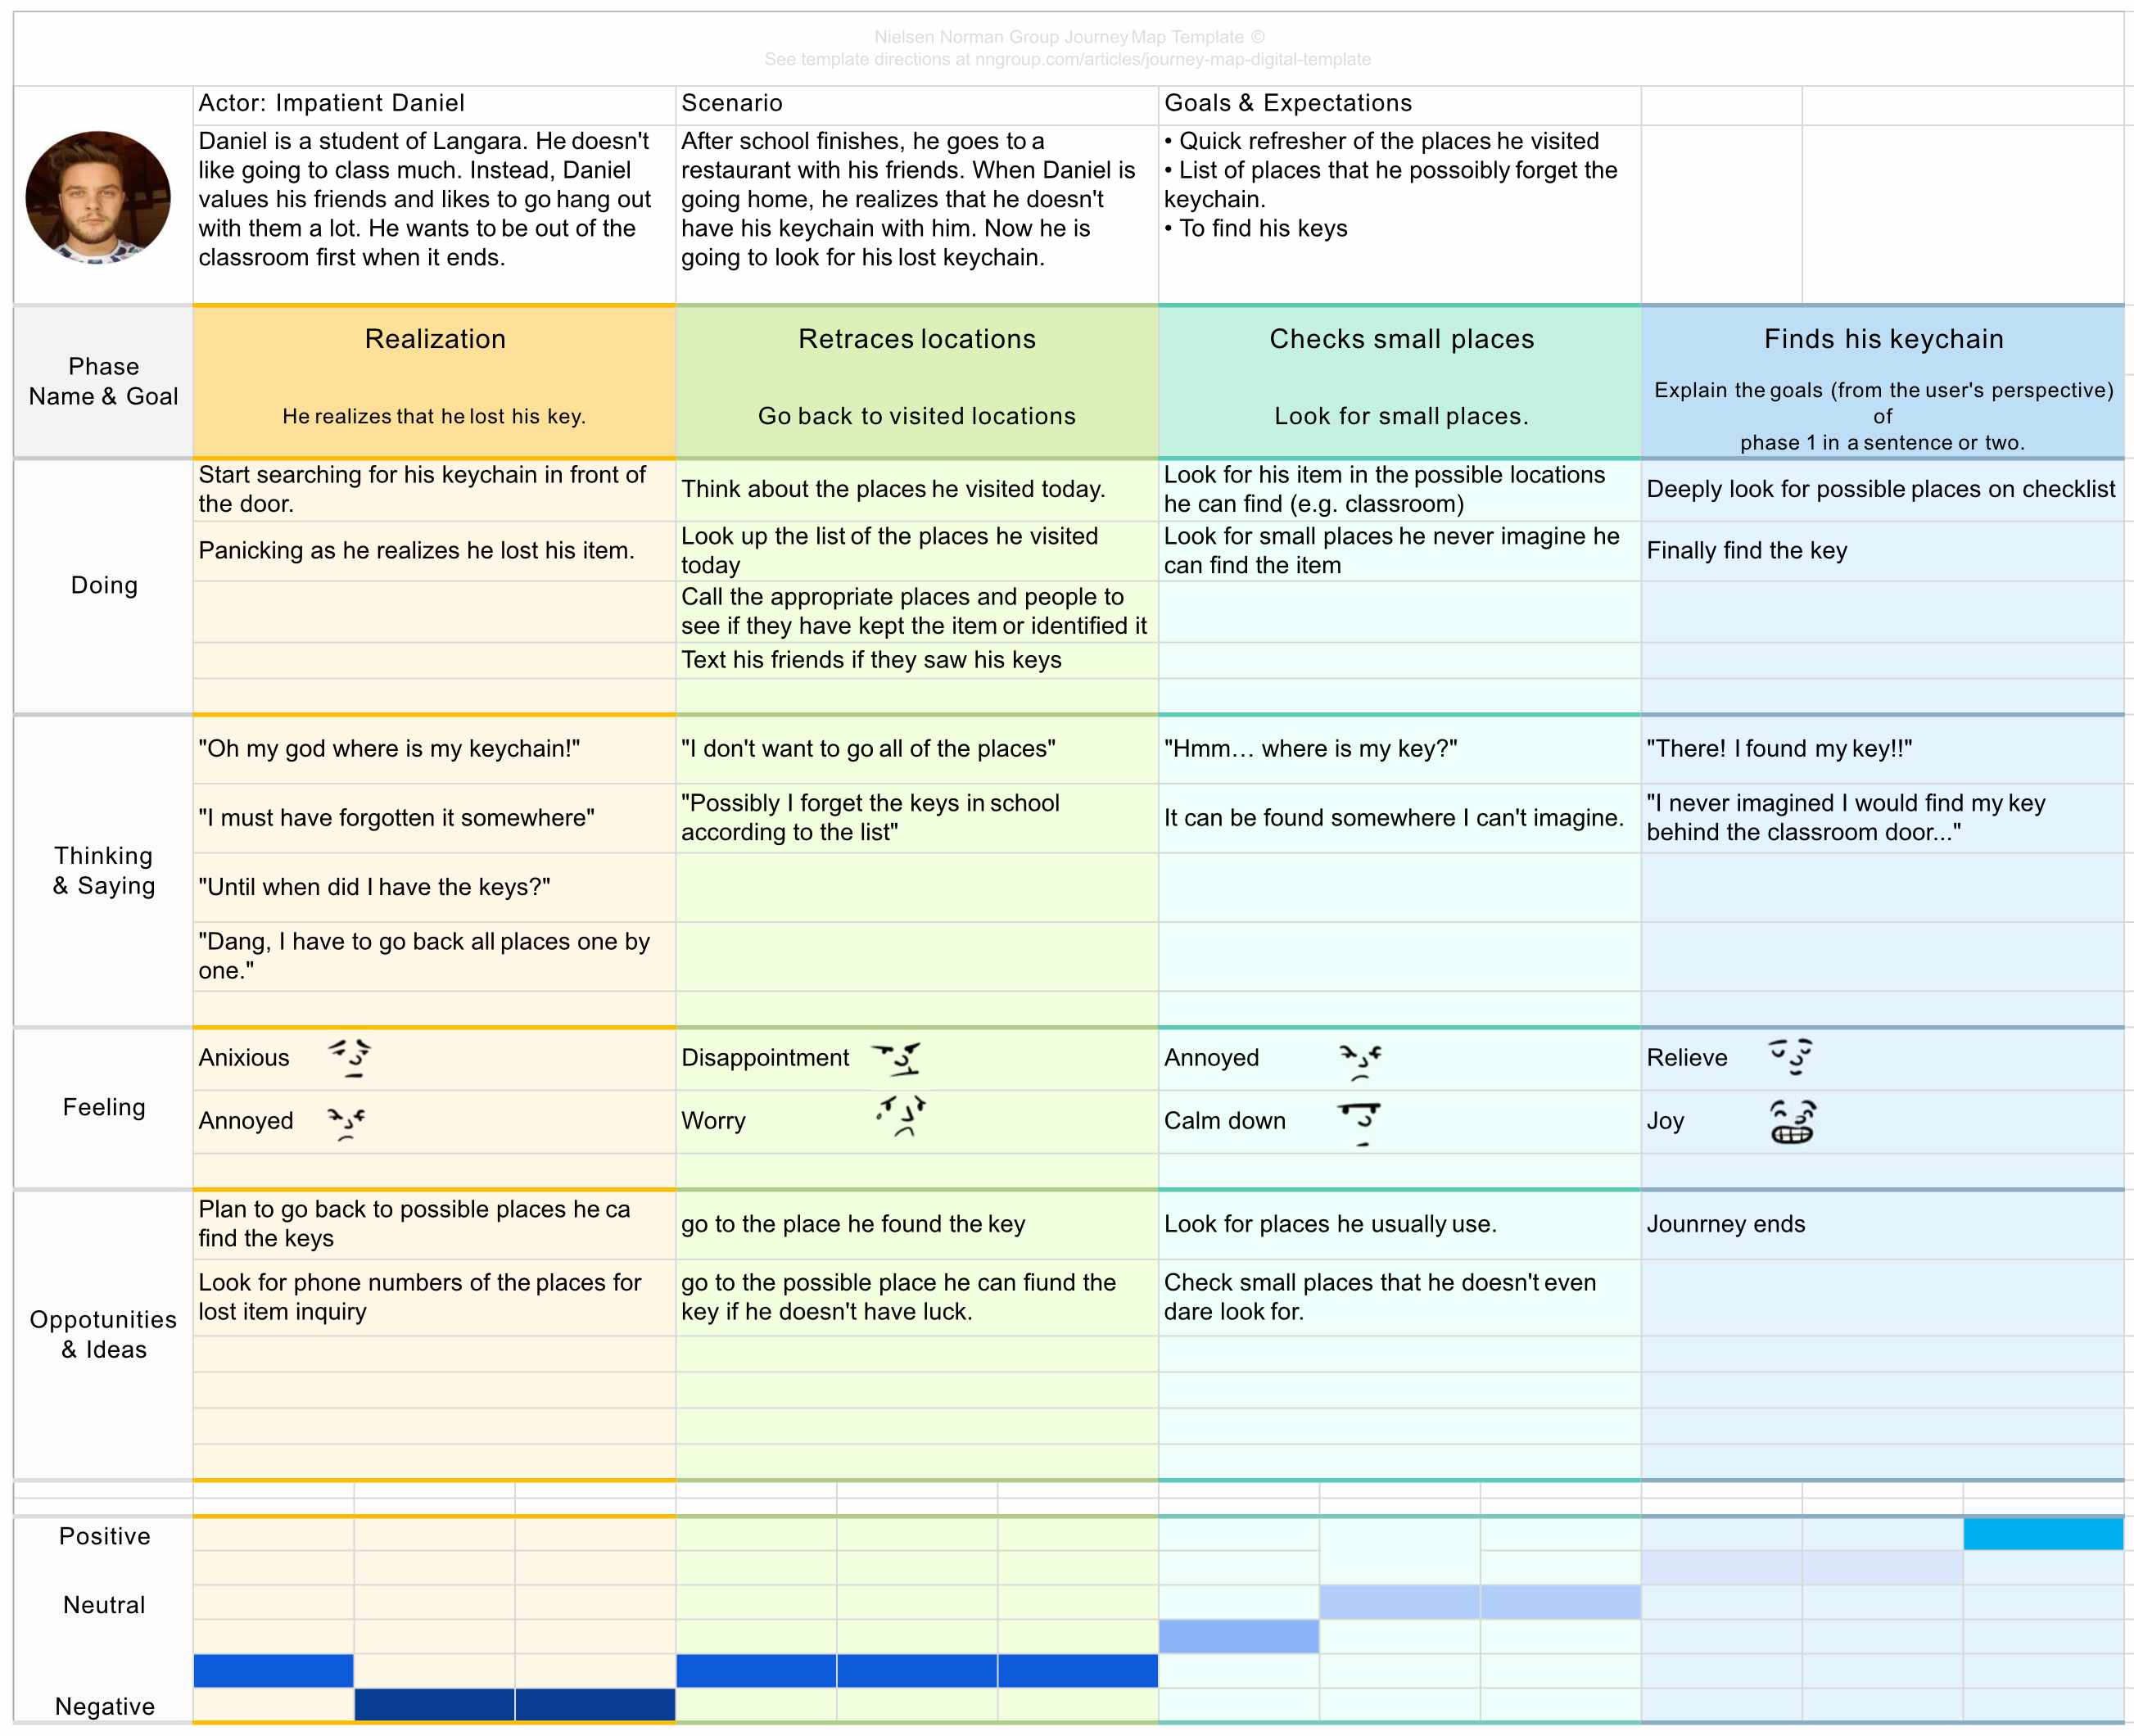 Nielsen Norman Group Journey Map Template ©
See template directions at nngroup.com/articles/journey-map-digital-template
Actor: Impatient Daniel
Daniel is a student of Langara. He doesn't
like going to class much. Instead, Daniel
values his friends and likes to go hang out
with them a lot. He wants to be out of the
classroom first when it ends.
Scenario
After school finishes, he goes to a
restaurant with his friends. When Daniel is
going home, he realizes that he doesn't
have his keychain with him. Now he is
going to look for his lost keychain.
Goals & Expectations
• Quick refresher of the places he visited
• List of places that he possoibly forget the
keychain.
• To find his keys
Phase
Name & Goal
Realization
He realizes that he lost his key.
Retraces locations
Go back to visited locations
Checks small places
Look for small places.
Finds his keychain
Explain the goals (from the user's perspective)
of
phase 1 in a sentence or two.
Doing
Start searching for his keychain in front of
the door.
Think about the places he visited today.
Look for his item in the possible locations
he can find (e.g. classroom)
Deeply look for possible places on checklist
Panicking as he realizes he lost his item.
Look up the list of the places he visited
today
Look for small places he never imagine he
can find the item
Finally find the key
Call the appropriate places and people to
see if they have kept the item or identified it
Text his friends if they saw his keys
Thinking
& Saying
"Oh my god where is my keychain!"
"I don't want to go all of the places"
"Hmm… where is my key?"
"There! I found my key!!"
"I must have forgotten it somewhere"
"Possibly I forget the keys in school
according to the list"
It can be found somewhere I can't imagine.
"I never imagined I would find my key
behind the classroom door..."
"Until when did I have the keys?"
"Dang, I have to go back all places one by
one."
Feeling
Anixious
Disappointment
Annoyed
Relieve
Annoyed
Worry
Calm down
Joy
Oppotunities
& Ideas
Plan to go back to possible places he ca
find the keys
go to the place he found the key
Look for places he usually use.
Jounrney ends
Look for phone numbers of the places for
lost item inquiry
go to the possible place he can fiund the
key if he doesn't have luck.
Check small places that he doesn't even
dare look for.
Positive
Neutral
Negative